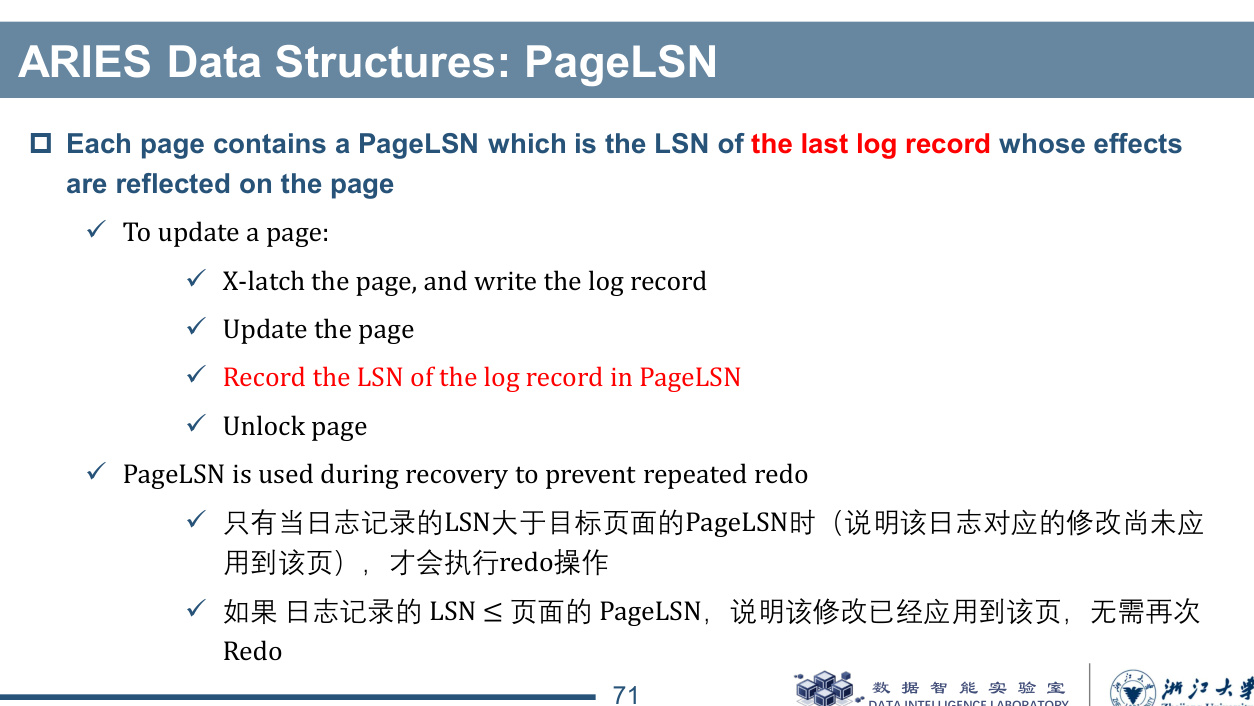 ARIES Data Structures: PageLSN
Each page contains a PageLSN which is the LSN of the last log record whose effects
are reflected on the page
To update a page:
X-latch the page, and write the log record
Update the page
Record the LSN of the log record in PageLSN
Unlock page
PageLSN is used during recovery to prevent repeated redo
只有当日志记录的LSN大于目标页面的PageLSN时（说明该日志对应的修改尚未应
用到该页），才会执行redo操作
如果 日志记录的 LSN ≤ 页面的 PageLSN，说明该修改已经应用到该页，无需再次
Redo
71
数据智能实验室
DATA INTELLIGENCE LABORATORY
浙江大学